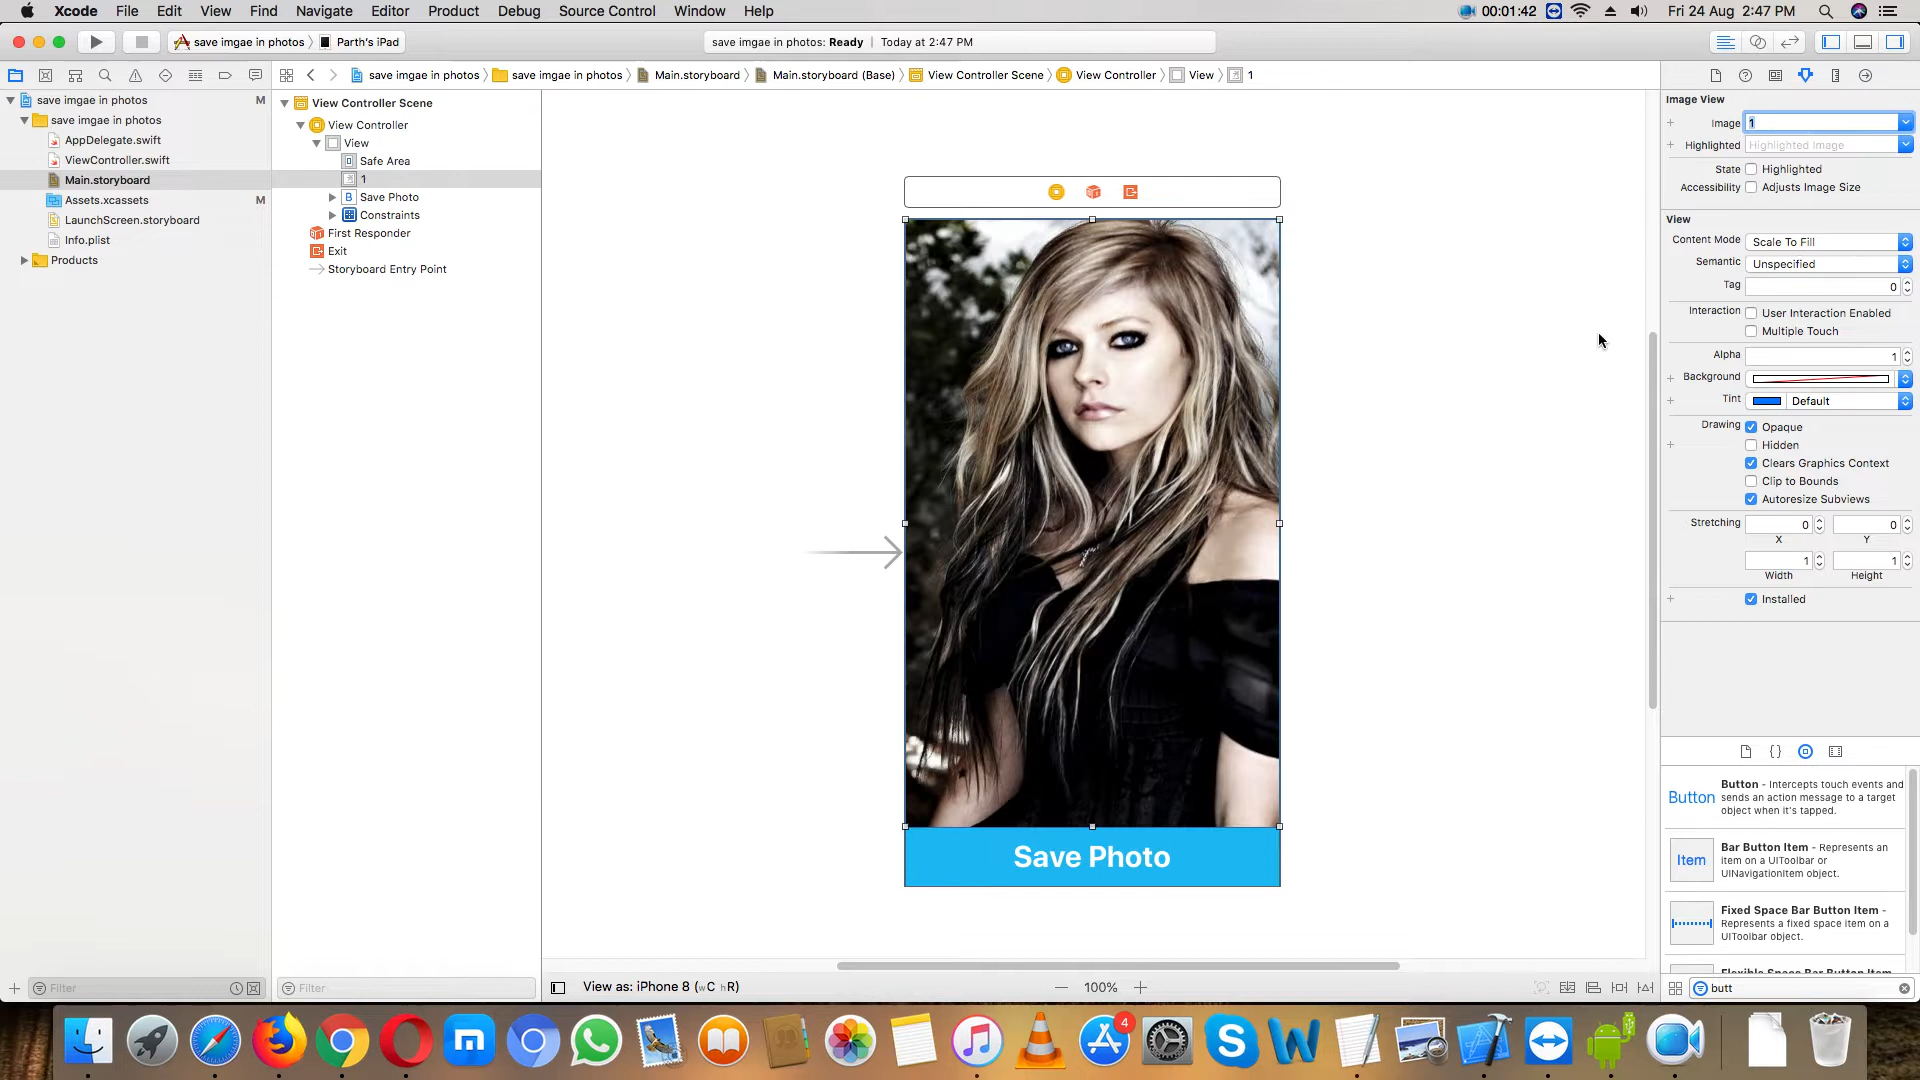 Xcode File Edit View Find Navigate Editor Product Debug Source Control Window Help 00:01:42 Fri 24 Aug 2:47 PM
save imgae in photos Parth's iPad save imgae in photos: Ready Today at 2:47 PM
save imgae in photos save imgae in photos Main.storyboard Main.storyboard (Base) View Controller Scene View Controller View 1
save imgae in photos M
save imgae in photos
AppDelegate.swift
ViewController.swift
Main.storyboard
Assets.xcassets M
LaunchScreen.storyboard
Info.plist
Products
Filter
View Controller Scene
View Controller
View
Safe Area
1
B Save Photo
Constraints
First Responder
Exit
Storyboard Entry Point
Filter
Save Photo
View as: iPhone 8 (wC hR)
100%
Image View
Image 1
Highlighted Highlighted Image
State Highlighted
Accessibility Adjusts Image Size
View
Content Mode Scale To Fill
Semantic Unspecified
Tag 0
Interaction User Interaction Enabled
Multiple Touch
Alpha 1
Background
Tint Default
Drawing Opaque
Hidden
Clears Graphics Context
Clip to Bounds
Autoresize Subviews
Stretching 0 0
X Y
1 1
Width Height
Installed
Button
Button - Intercepts touch events and
sends an action message to a target
object when it's tapped.
Item
Bar Button Item - Represents an
item on a UIToolbar or
UINavigationItem object.
Fixed Space Bar Button Item -
Represents a fixed space item on a
UIToolbar object.
Flexible Space Bar Button Item
butt
4